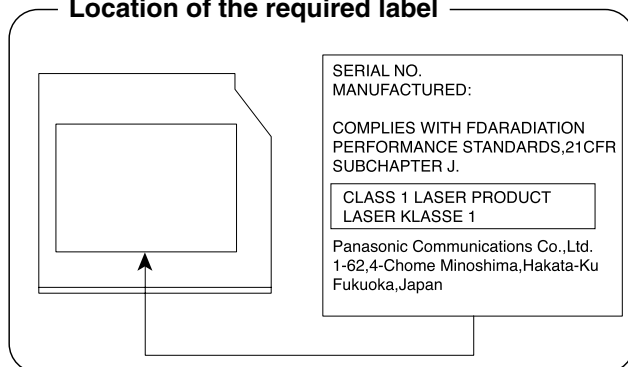 Location of the required label
SERIAL NO.
MANUFACTURED:
COMPLIES WITH FDARADIATION
PERFORMANCE STANDARDS,21CFR
SUBCHAPTER J.
CLASS 1 LASER PRODUCT
LASER KLASSE 1
Panasonic Communications Co.,Ltd.
1-62,4-Chome Minoshima,Hakata-Ku
Fukuoka,Japan